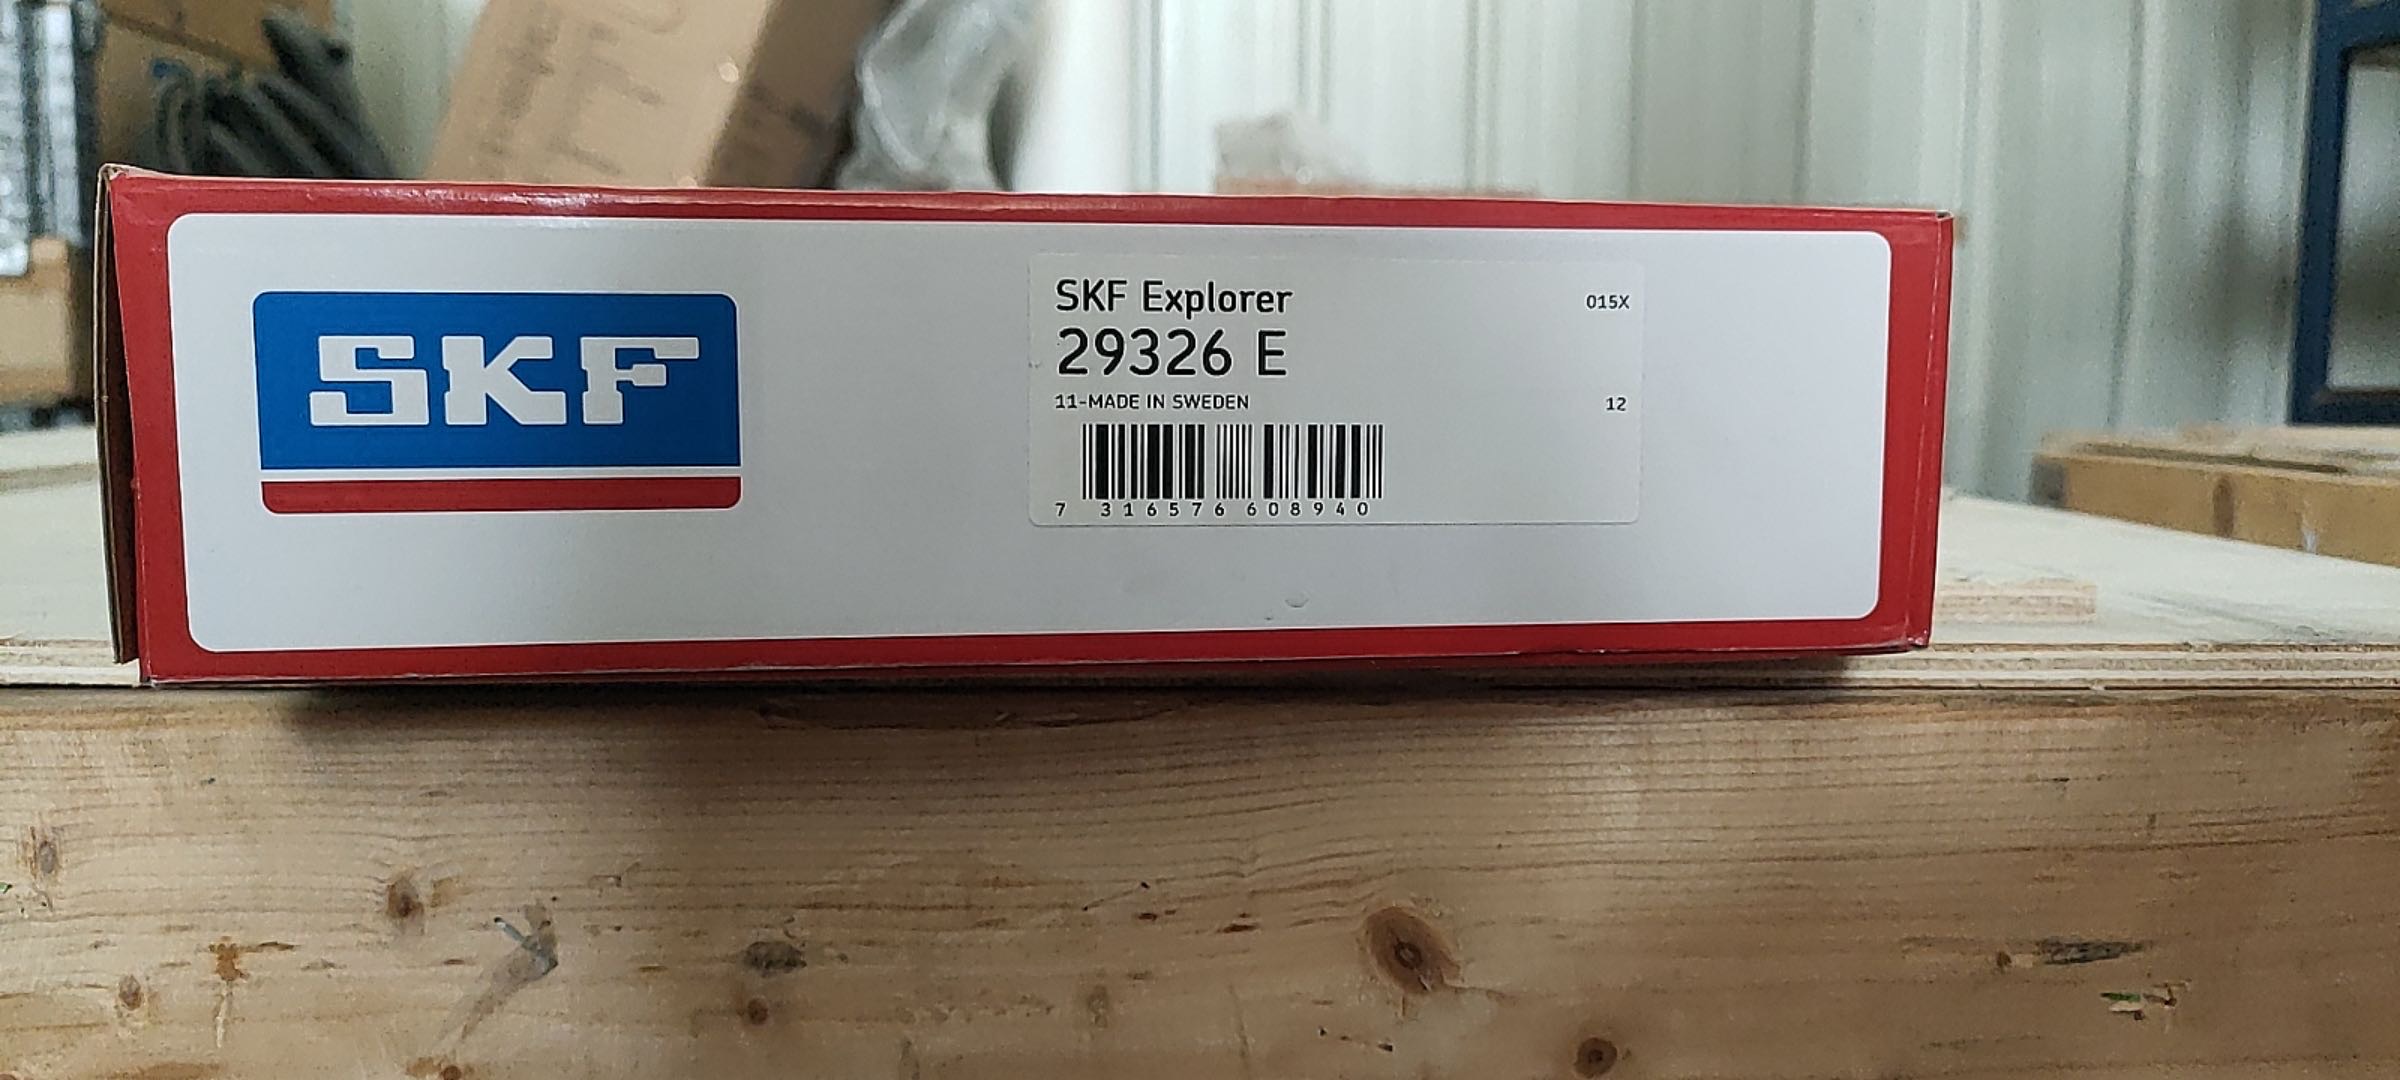 SKF
SKF Explorer
015X
29326 E
11-MADE IN SWEDEN
12
7 316576 608940